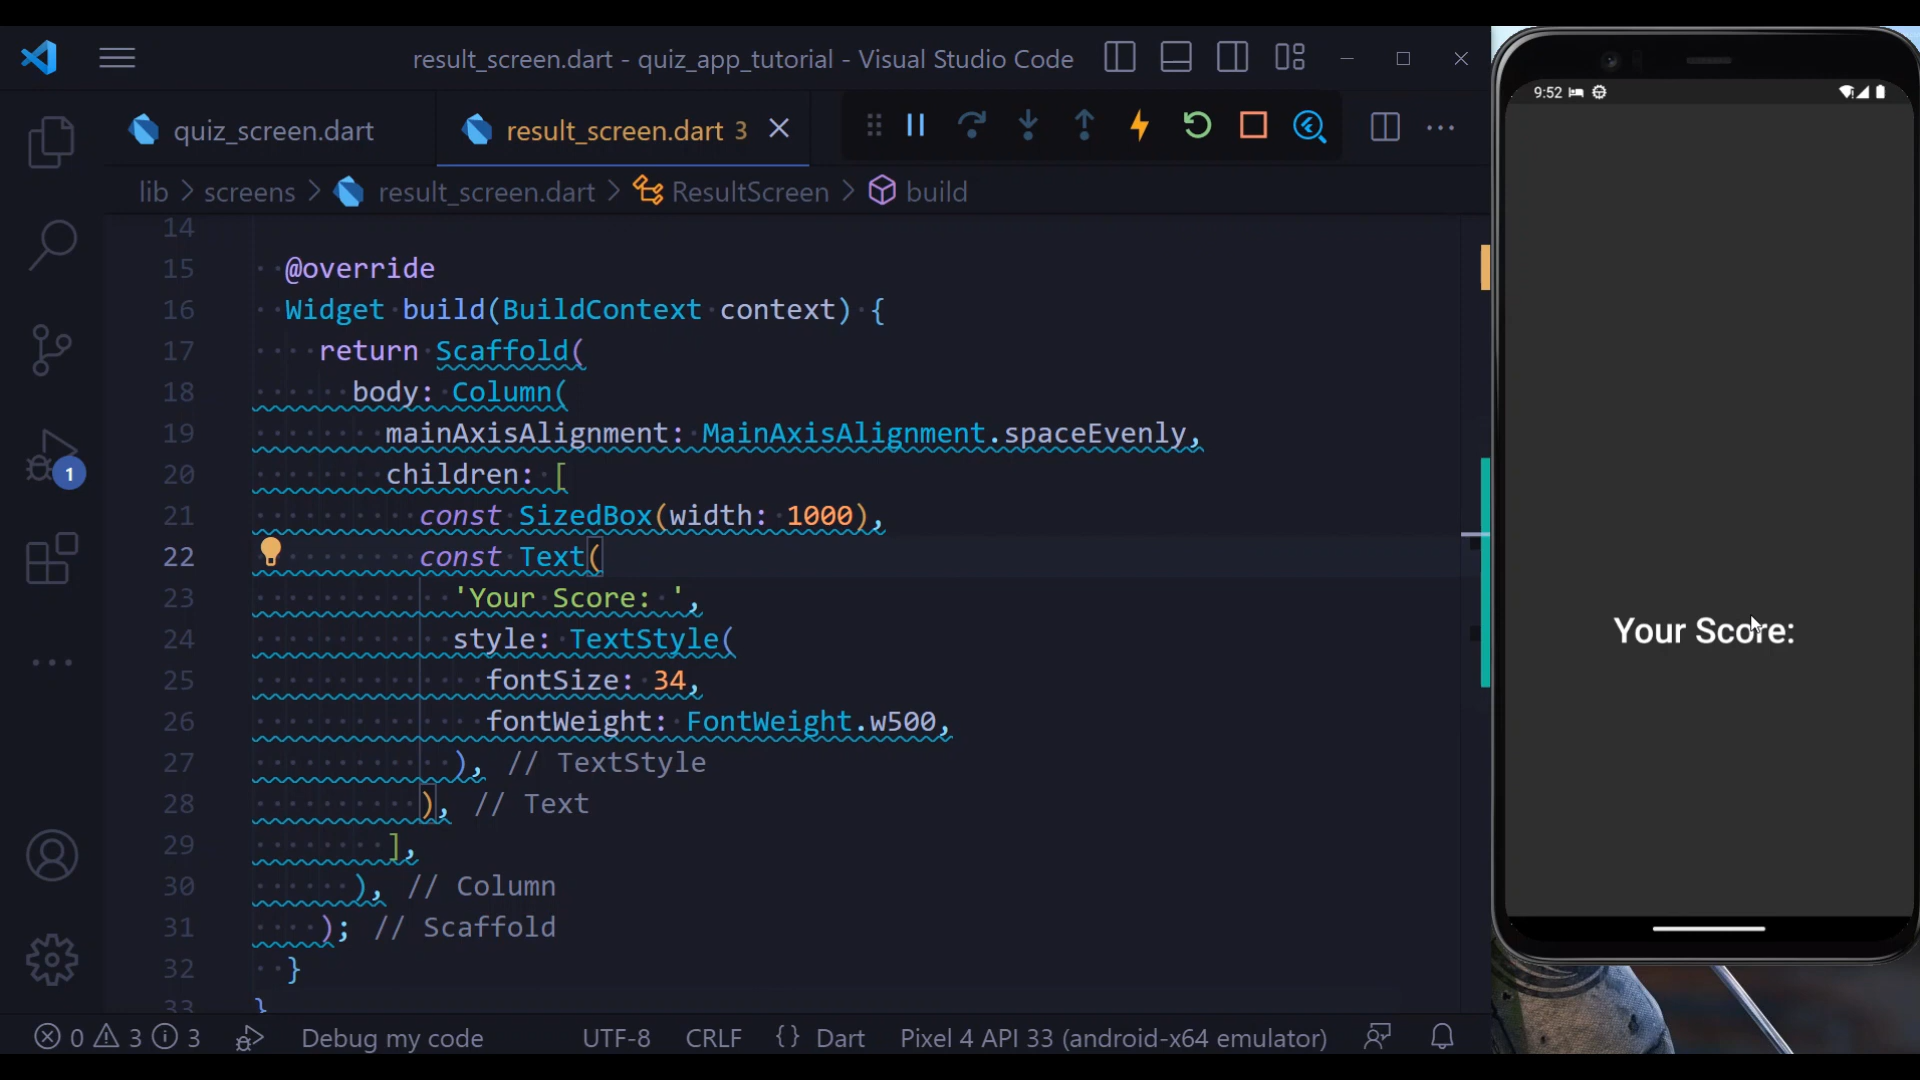 result_screen.dart - quiz_app_tutorial - Visual Studio Code
quiz_screen.dart
result_screen.dart 3
lib > screens > result_screen.dart > ResultScreen > build
14
15 @override
16 Widget build(BuildContext context) {
17 return Scaffold(
18 body: Column(
19 mainAxisAlignment: MainAxisAlignment.spaceEvenly,
20 children: [
21 const SizedBox(width: 1000),
22 const Text(
23 'Your Score: ',
24 style: TextStyle(
25 fontSize: 34,
26 fontWeight: FontWeight.w500,
27 ), // TextStyle
28 ), // Text
29 ],
30 ), // Column
31 ); // Scaffold
32 }
33 }
1
0 3 3 Debug my code UTF-8 CRLF {} Dart Pixel 4 API 33 (android-x64 emulator)
9:52
Your Score: